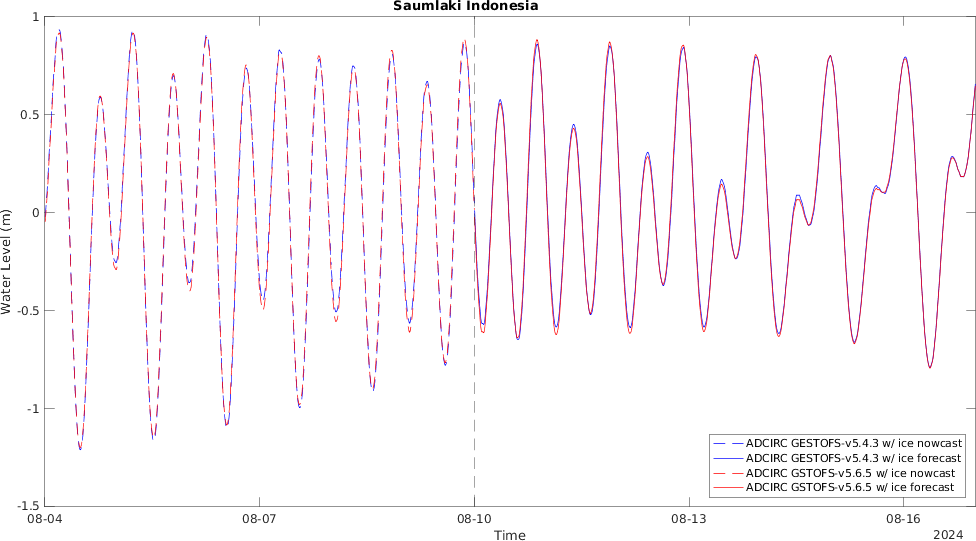 Saumlaki Indonesia
1
0.5
0
-0.5
-1
-1.5
Water Level (m)
ADCIRC GESTOFS-v5.4.3 w/ ice nowcast
ADCIRC GESTOFS-v5.4.3 w/ ice forecast
ADCIRC GSTOFS-v5.6.5 w/ ice nowcast
ADCIRC GSTOFS-v5.6.5 w/ ice forecast
08-04 08-07 08-10 08-13 08-16
Time
2024